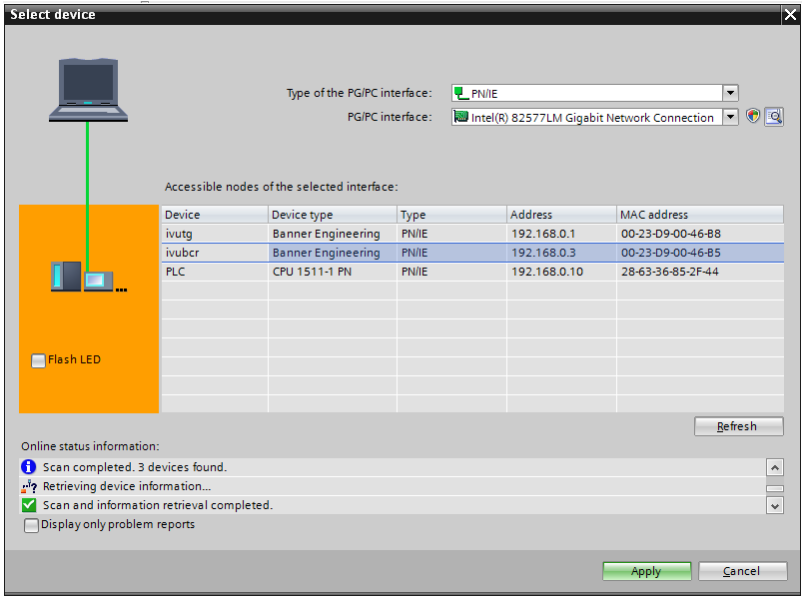 Select device
Type of the PG/PC interface: PN/IE
PG/PC interface: Intel(R) 82577LM Gigabit Network Connection
Accessible nodes of the selected interface:
Device Device type Type Address MAC address
ivutg Banner Engineering PN/IE 192.168.0.1 00-23-D9-00-46-B8
ivubcr Banner Engineering PN/IE 192.168.0.3 00-23-D9-00-46-B5
PLC CPU 1511-1 PN PN/IE 192.168.0.10 28-63-36-85-2F-44
Flash LED
Refresh
Online status information:
Scan completed. 3 devices found.
Retrieving device information...
Scan and information retrieval completed.
Display only problem reports
Apply Cancel